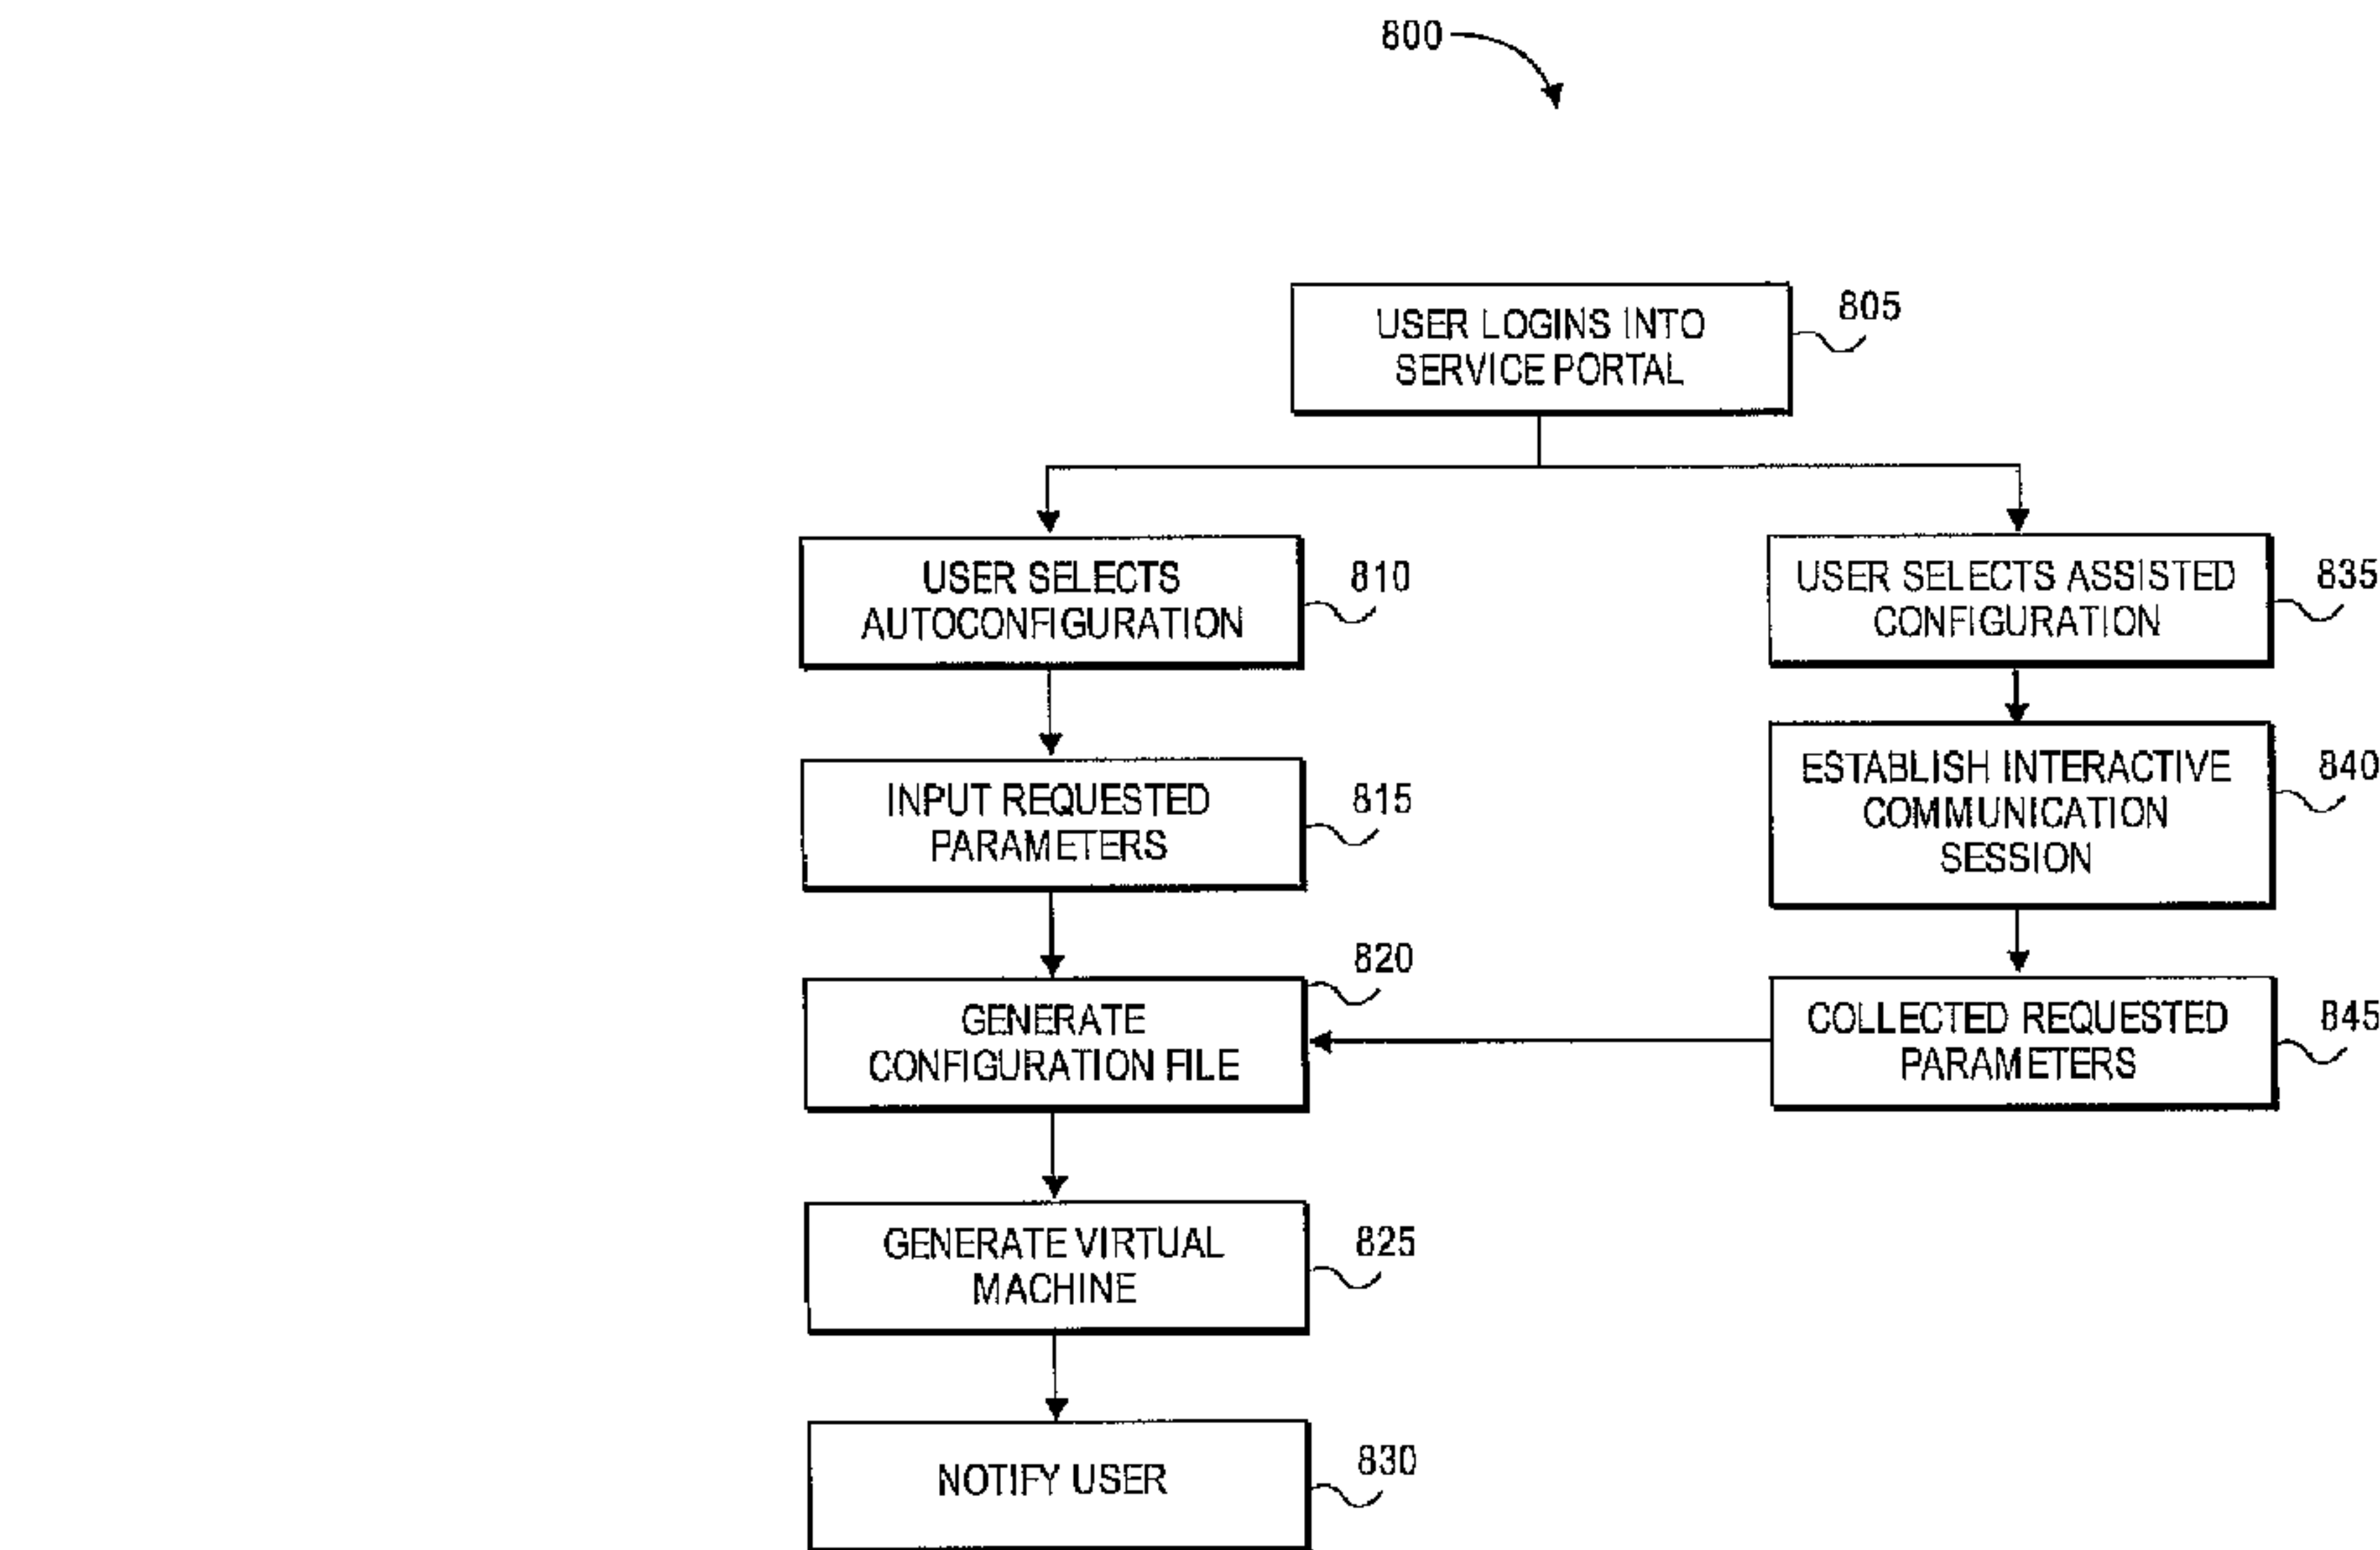 800
USER LOGINS INTO
SERVICE PORTAL
805
USER SELECTS
AUTOCONFIGURATION
810
USER SELECTS ASSISTED
CONFIGURATION
835
INPUT REQUESTED
PARAMETERS
815
ESTABLISH INTERACTIVE
COMMUNICATION
SESSION
840
GENERATE
CONFIGURATION FILE
820
COLLECTED REQUESTED
PARAMETERS
845
GENERATE VIRTUAL
MACHINE
825
NOTIFY USER
830